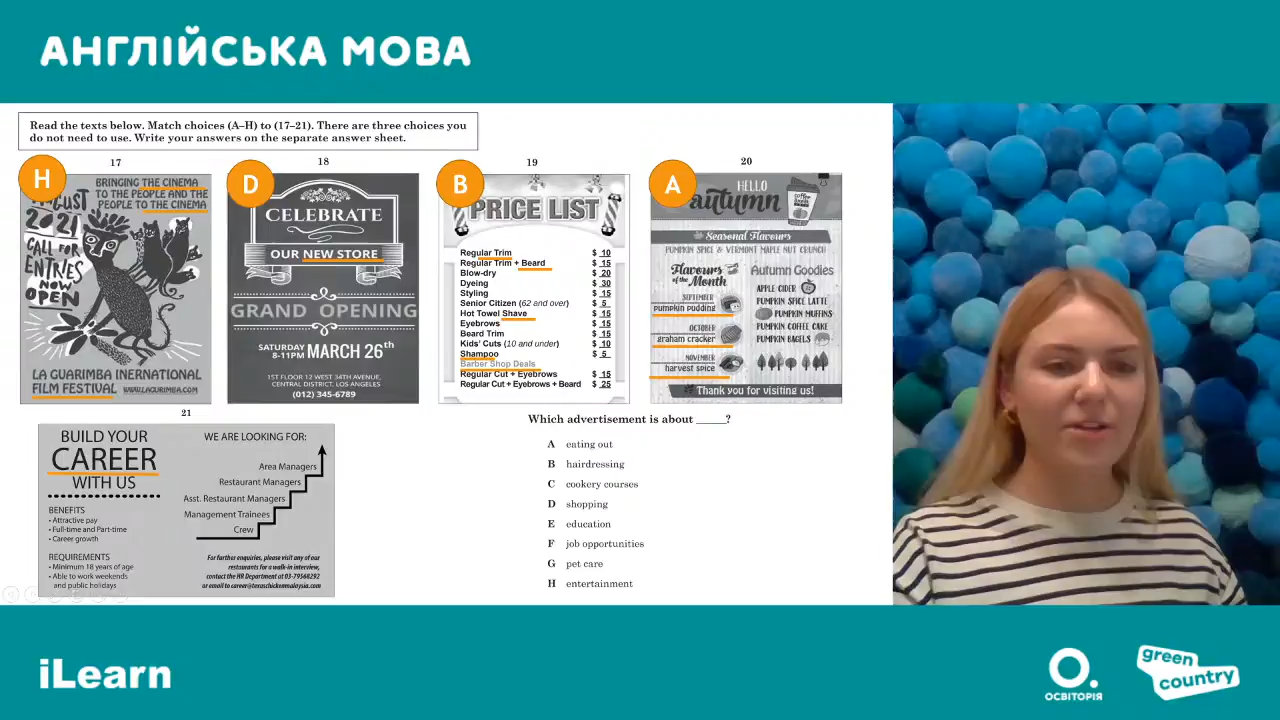 АНГЛІЙСЬКА МОВА
Read the texts below. Match choices (A–H) to (17–21). There are three choices you
do not need to use. Write your answers on the separate answer sheet.
17
H
BRINGING THE CINEMA
TO THE PEOPLE AND THE
PEOPLE TO THE CINEMA
AUGUST
2021
CALL FOR
ENTRIES
NOW
OPEN
LA GUARIMBA INERNATIONAL
FILM FESTIVAL
WWW.LAGUARIMBA.COM
18
D
CELEBRATE
OUR NEW STORE
GRAND OPENING
SATURDAY
8-11PM
MARCH 26th
1ST FLOOR 12 WEST 34TH AVENUE,
CENTRAL DISTRICT, LOS ANGELES
(012) 345-6789
19
B
PRICE LIST
Regular Trim $ 10
Regular Trim + Beard $ 15
Blow-dry $ 20
Dyeing $ 30
Styling $ 15
Senior Citizen (62 and over) $ 5
Hot Towel Shave $ 15
Eyebrows $ 15
Beard Trim $ 15
Kids' Cuts (10 and under) $ 10
Shampoo $ 5
Barber Shop Deals
Regular Cut + Eyebrows $ 15
Regular Cut + Eyebrows + Beard $ 25
20
A
HELLO
autumn
Seasonal Flavours
PUMPKIN SPICE & VERMONT MAPLE NUT CRUNCH
Flavours
of the Month
SEPTEMBER
pumpkin pudding
OCTOBER
graham cracker
NOVEMBER
harvest spice
Autumn Goodies
APPLE CIDER
PUMPKIN SPICE LATTE
PUMPKIN MUFFINS
PUMPKIN COFFEE CAKE
PUMPKIN BAGELS
Thank you for visiting us!
21
BUILD YOUR
CAREER
WITH US
BENEFITS
• Attractive pay
• Full-time and Part-time
• Career growth
REQUIREMENTS
• Minimum 18 years of age
• Able to work weekends
and public holidays
WE ARE LOOKING FOR:
Area Managers
Restaurant Managers
Asst. Restaurant Managers
Management Trainees
Crew
For further enquiries, please visit any of our
restaurants for a walk-in interview,
contact the HR Department at 03-79568292
or email to career@texaschickenmalaysia.com
Which advertisement is about _____?
A eating out
B hairdressing
C cookery courses
D shopping
E education
F job opportunities
G pet care
H entertainment
iLearn
ОСВІТОРІЯ
green
country